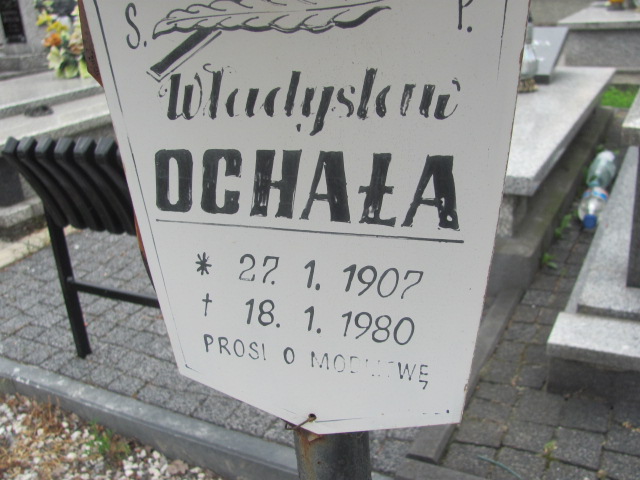 Ś. P.
Władysław
OCHAŁA
* 27. 1. 1907
† 18. 1. 1980
PROSI O MODLITWĘ